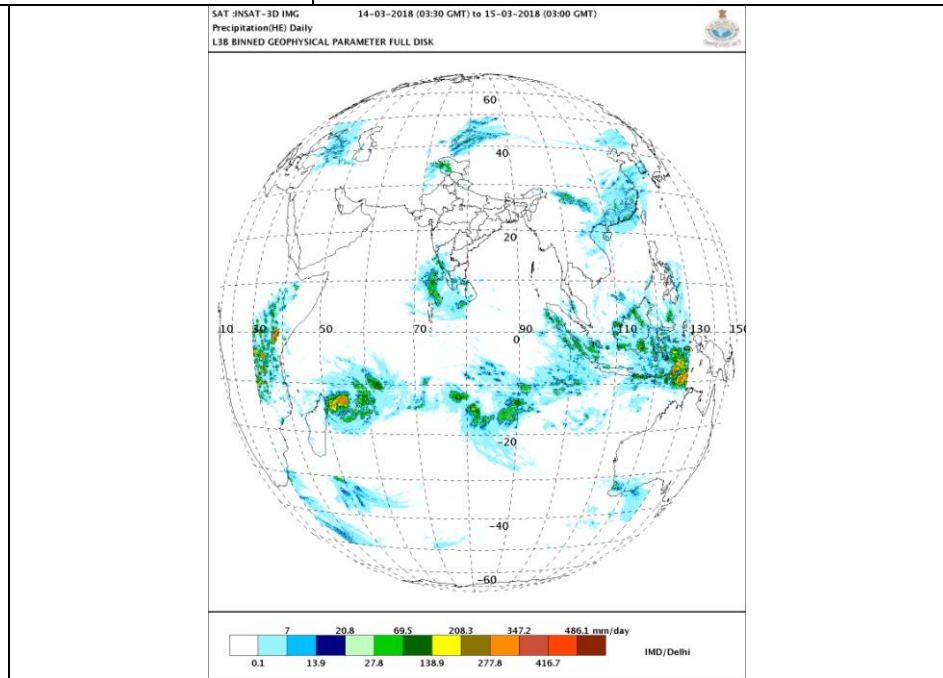 SAT :INSAT-3D IMG 14-03-2018 (03:30 GMT) to 15-03-2018 (03:00 GMT)
Precipitation(HE) Daily
L3B BINNED GEOPHYSICAL PARAMETER FULL DISK
60
40
20
10 30 50 70 90 110 130 150
0
-20
-40
-60
7 20.8 69.5 208.3 347.2 486.1 mm/day
IMD/Delhi
0.1 13.9 27.8 138.9 277.8 416.7